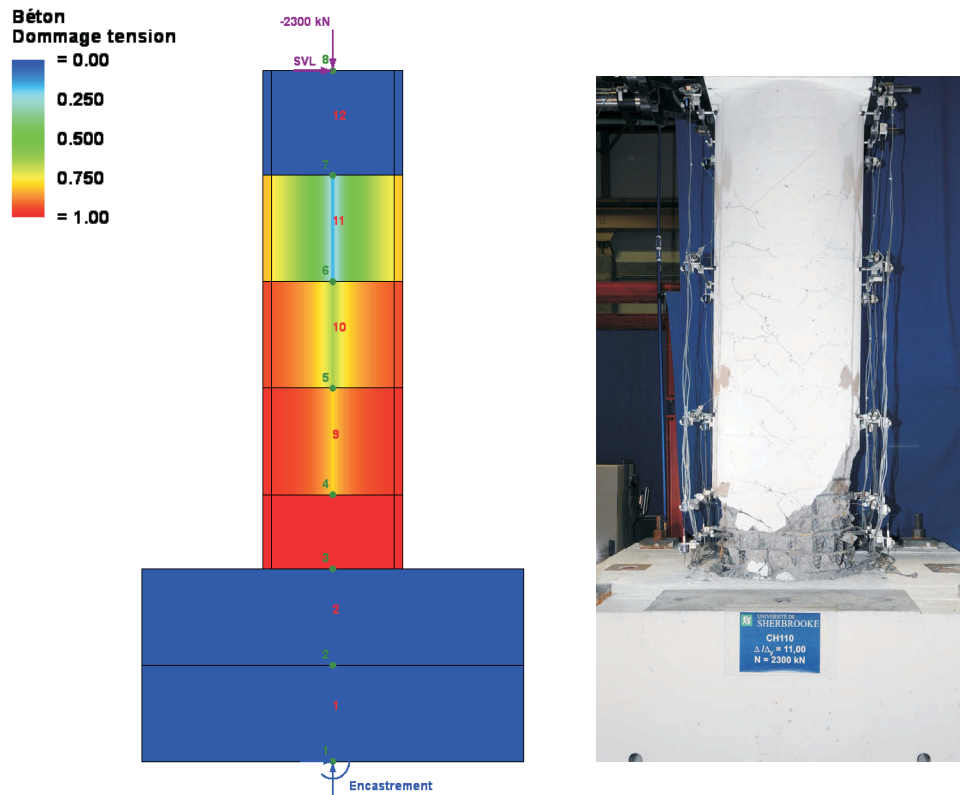 Béton
Dommage tension
= 0.00
0.250
0.500
0.750
= 1.00
-2300 kN
8
SVL
12
7
11
6
10
5
9
4
3
2
2
1
1
Encastrement
UNIVERSITÉ DE
SHERBROOKE
CH110
Δ/Δy = 11,00
N = 2300 kN